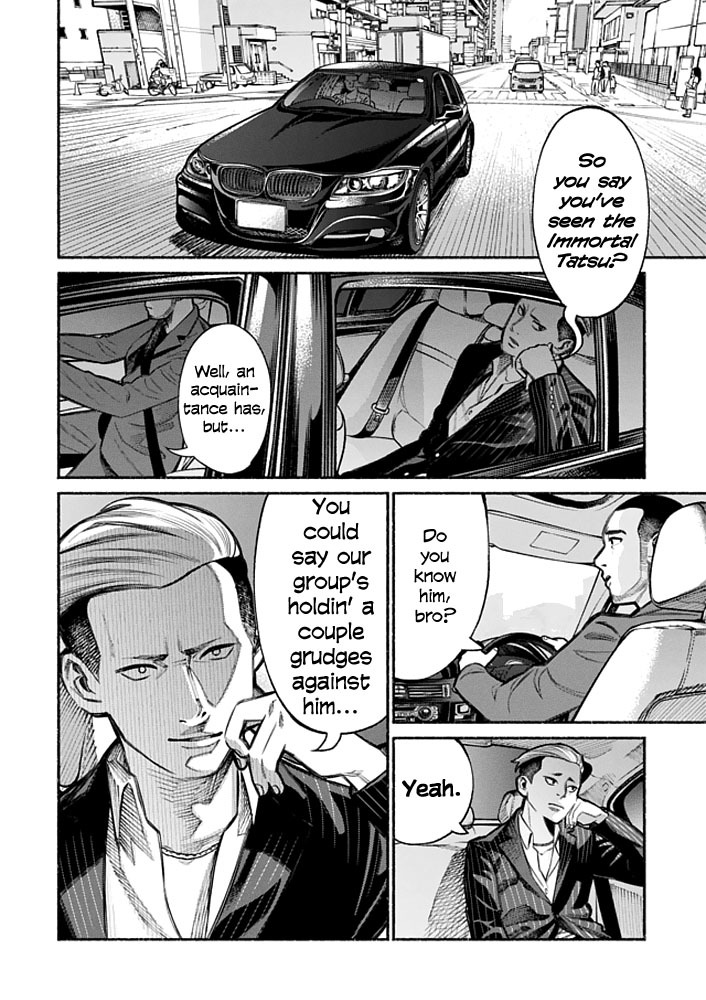 So
you say
you've
seen the
Immortal
Tatsu?
Well, an
acquain-
tance has,
but...
Do
you
know
him,
bro?
Yeah.
You
could
say our
group's
holdin' a
couple
grudges
against
him...